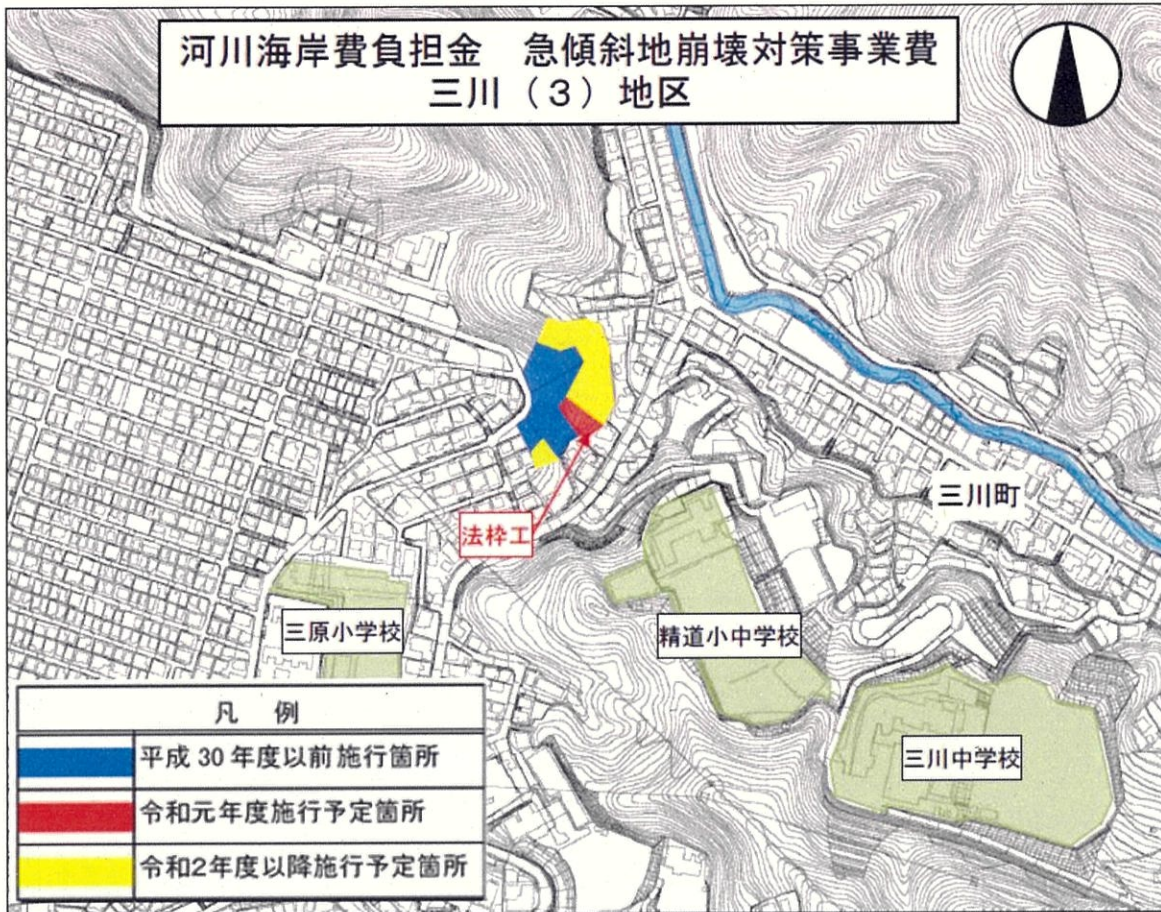 河川海岸費負担金　急傾斜地崩壊対策事業費
三川（３）地区
三川町
法枠工
三原小学校
精道小中学校
三川中学校
凡　例
平成 30 年度以前施行箇所
令和元年度施行予定箇所
令和2年度以降施行予定箇所